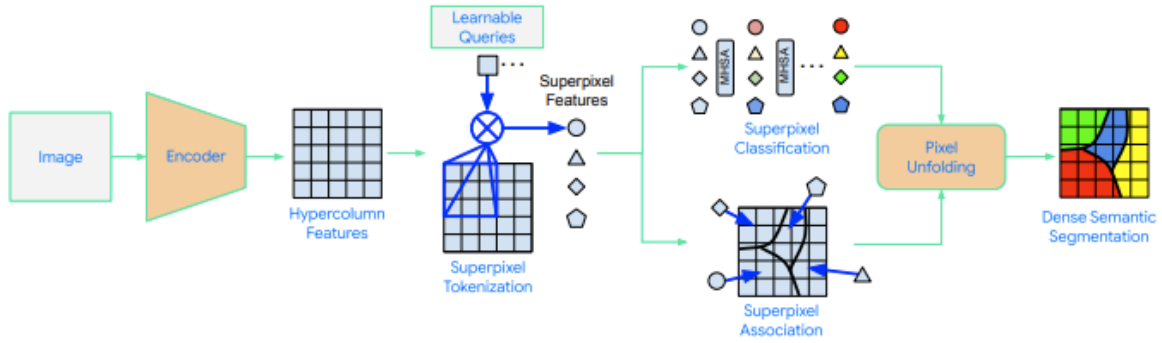 Learnable
Queries
...
Superpixel
Features
Image
Encoder
Hypercolumn
Features
Superpixel
Tokenization
MHSA
MHSA
...
Superpixel
Classification
Superpixel
Association
Pixel
Unfolding
Dense Semantic
Segmentation